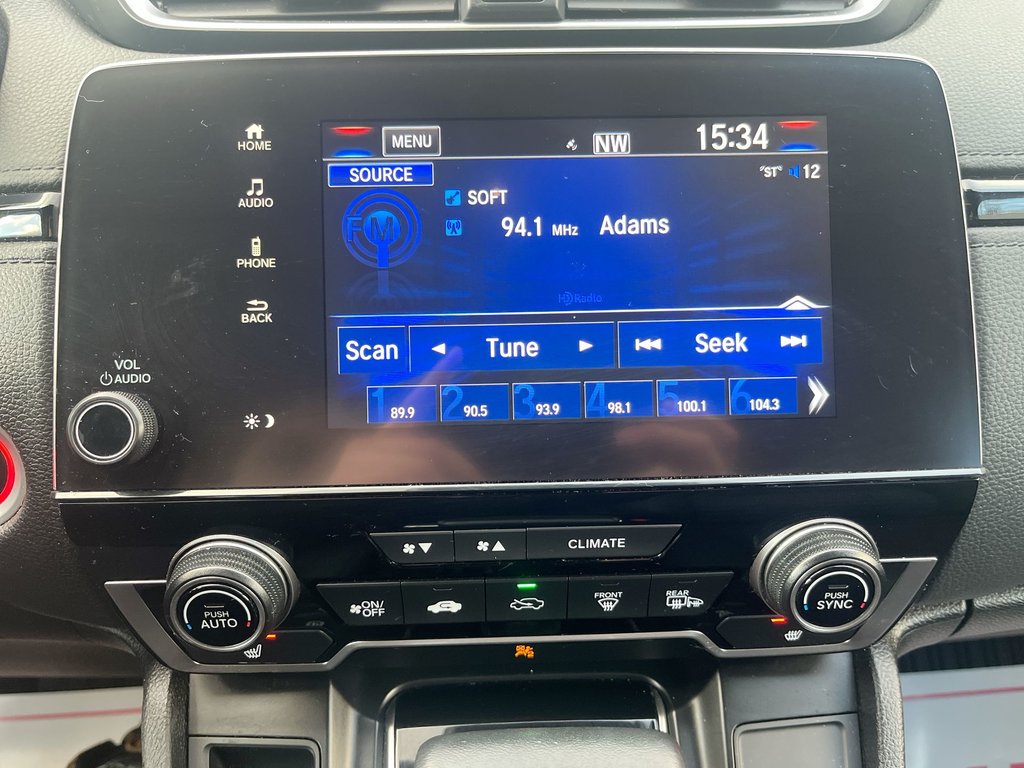 HOME
AUDIO
PHONE
BACK
VOL
AUDIO
MENU NW 15:34
SOURCE "ST" 12
FM
SOFT
94.1 MHz Adams
HD Radio
Scan Tune Seek
1 89.9 2 90.5 3 93.9 4 98.1 5 100.1 6 104.3
CLIMATE
PUSH
AUTO
ON/
OFF
FRONT
REAR
PUSH
SYNC